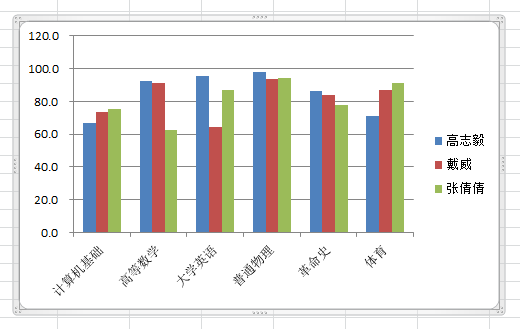 120.0
100.0
80.0
60.0
40.0
20.0
0.0
计算机基础
高等数学
大学英语
普通物理
革命史
体育
高志毅
戴威
张倩倩